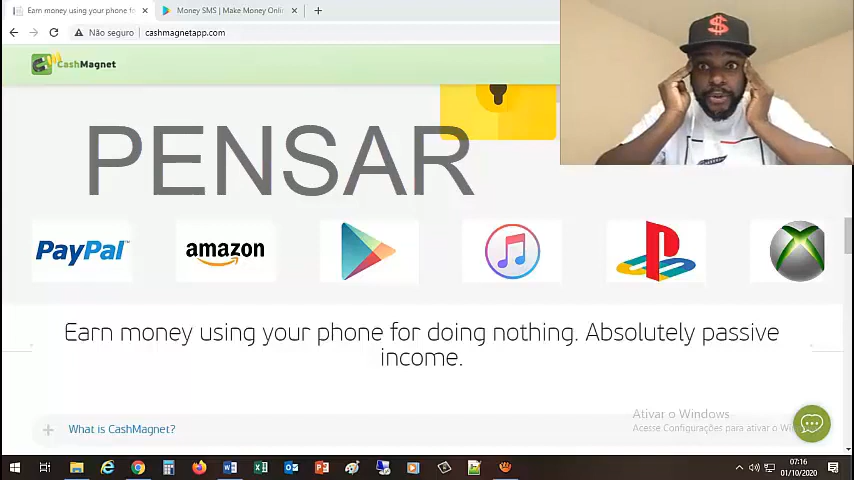 Earn money using your phone fo
Money SMS | Make Money Onli
Não seguro
cashmagnetapp.com
CashMagnet
$
PENSAR
PayPal
amazon
Earn money using your phone for doing nothing. Absolutely passive
income.
What is CashMagnet?
Ativar o Windows
Acesse Configurações para ativar o Wi
07:16
01/10/2020